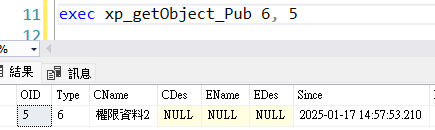 11 exec xp_getObject_Pub 6, 5
12
%
結果 訊息
OID Type CName CDes EName EDes Since
5 6 權限資料2 NULL NULL NULL 2025-01-17 14:57:53.210